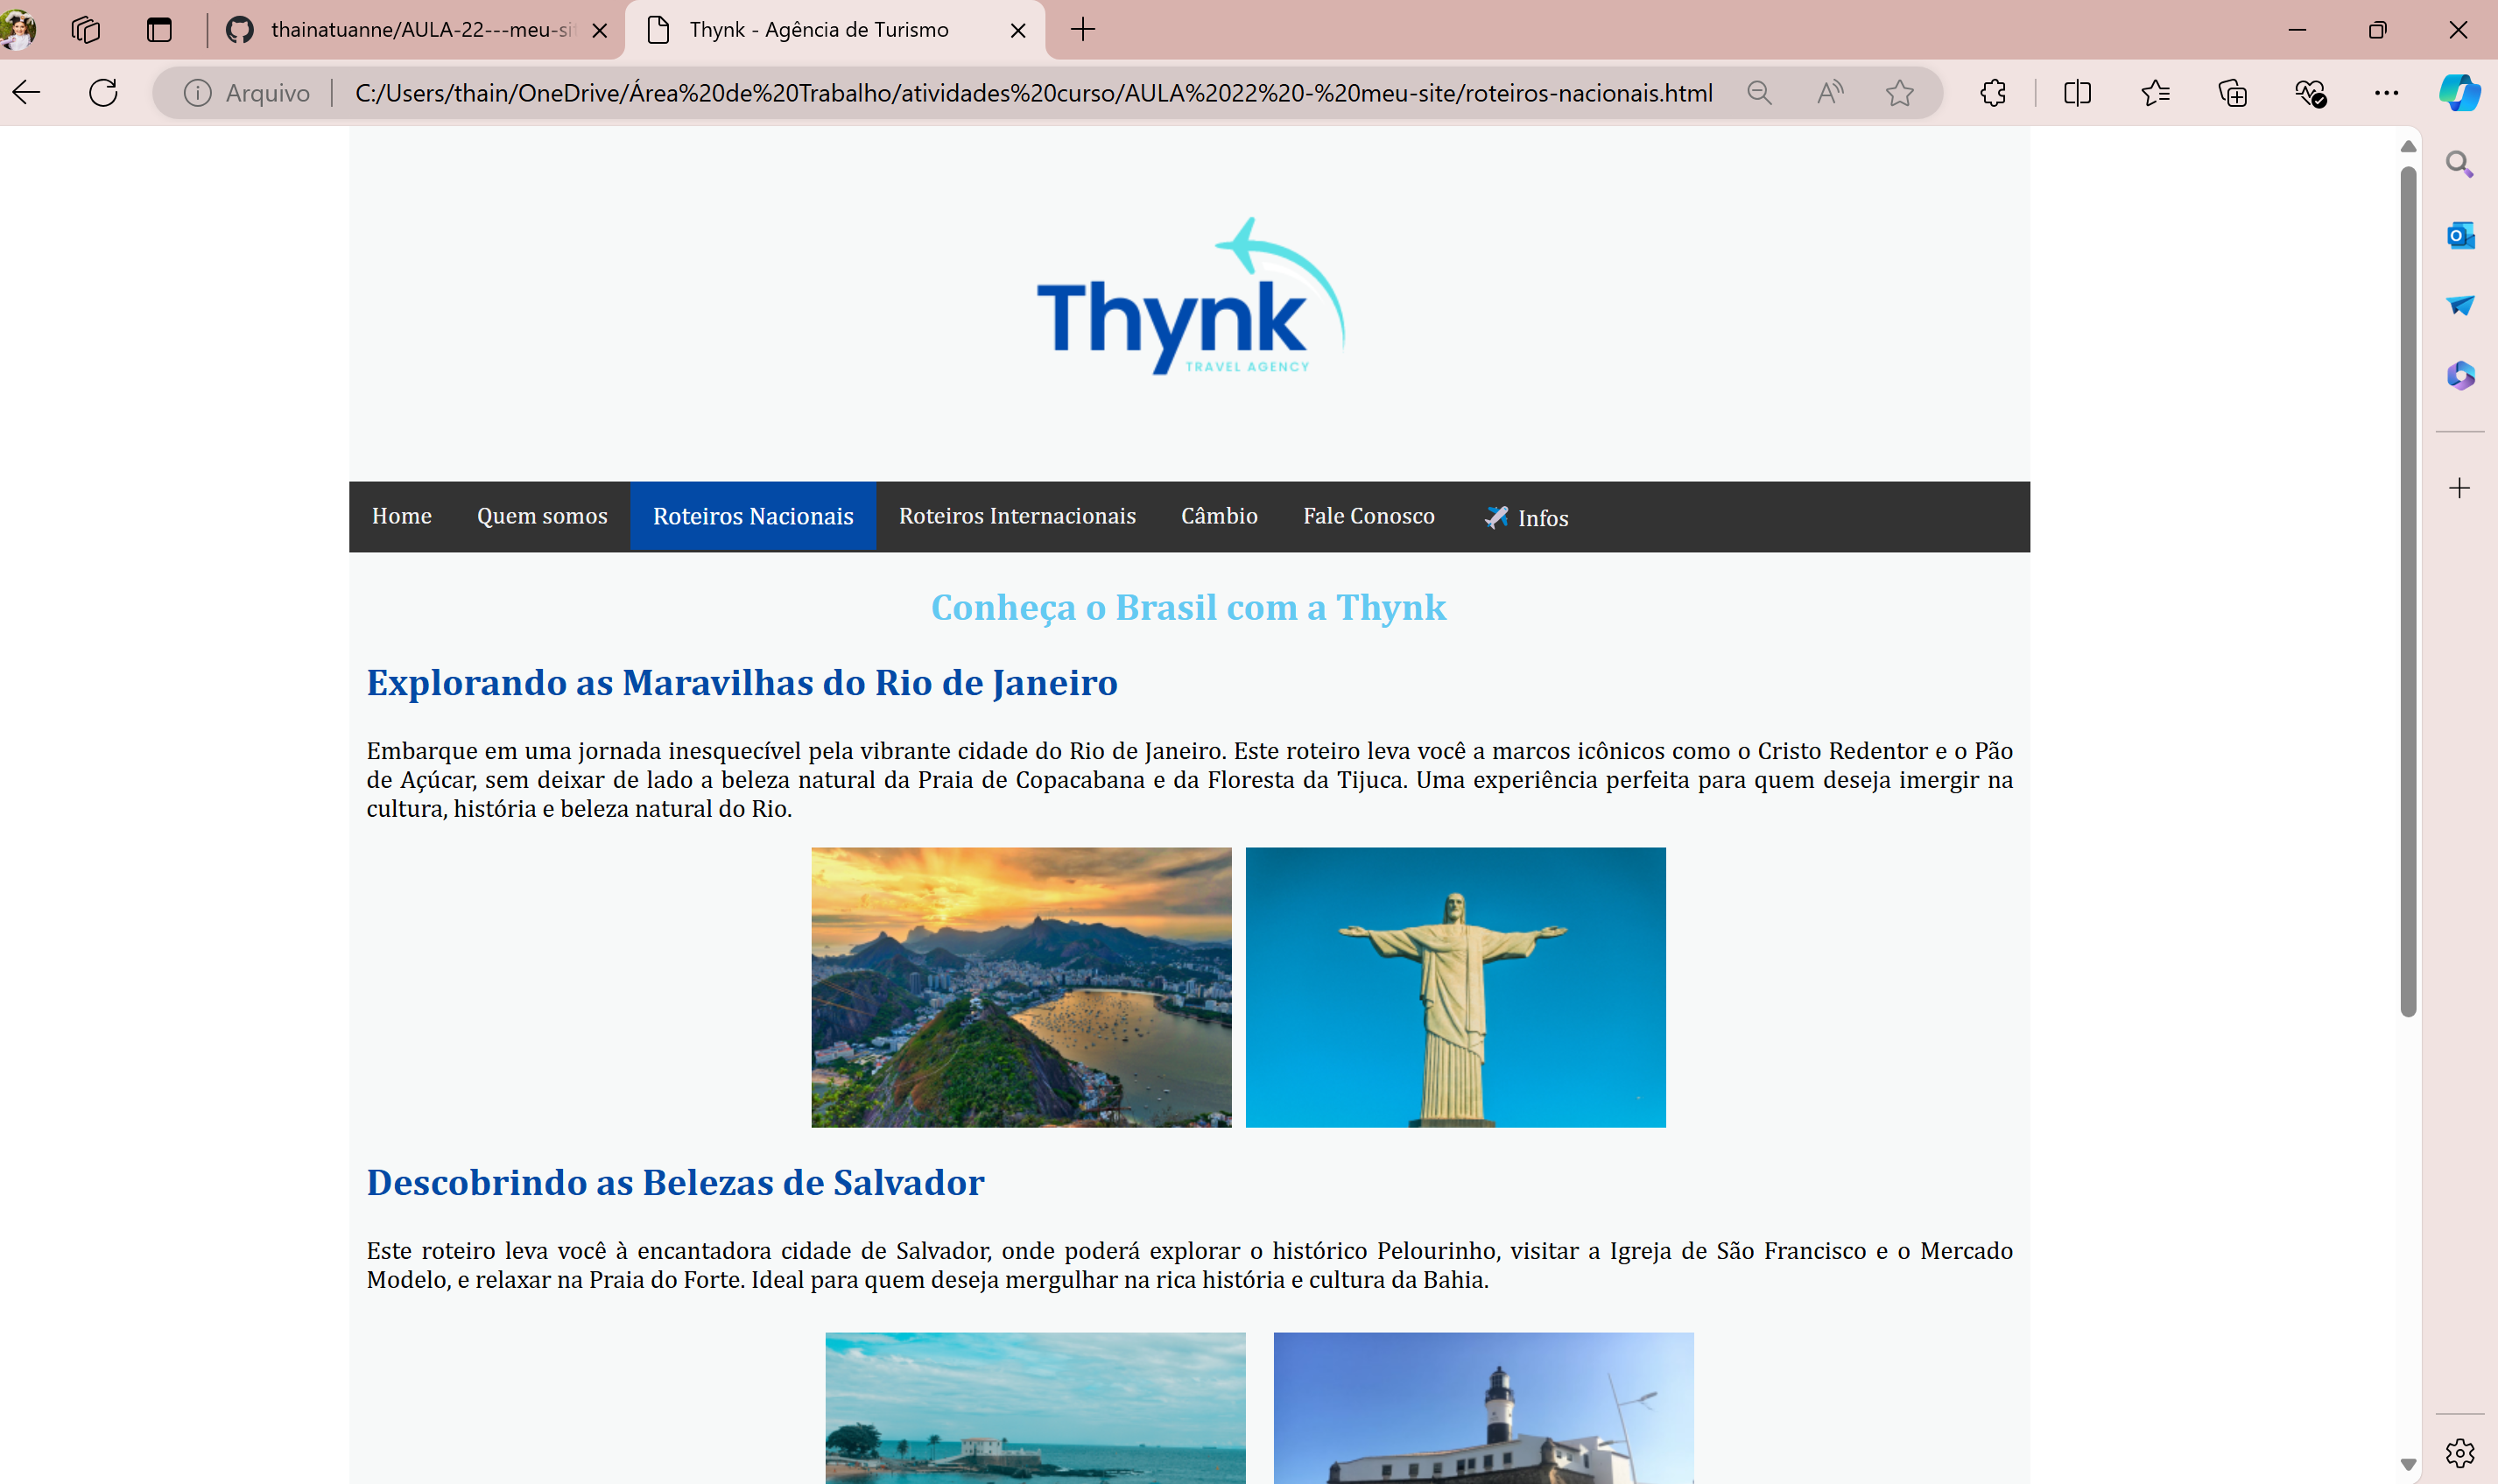 thainatuanne/AULA-22---meu-si
Thynk - Agência de Turismo
Arquivo
C:/Users/thain/OneDrive/Área%20de%20Trabalho/atividades%20curso/AULA%2022%20-%20meu-site/roteiros-nacionais.html
Thynk
TRAVEL AGENCY
Home Quem somos Roteiros Nacionais Roteiros Internacionais Câmbio Fale Conosco ✈️ Infos
Conheça o Brasil com a Thynk
Explorando as Maravilhas do Rio de Janeiro
Embarque em uma jornada inesquecível pela vibrante cidade do Rio de Janeiro. Este roteiro leva você a marcos icônicos como o Cristo Redentor e o Pão
de Açúcar, sem deixar de lado a beleza natural da Praia de Copacabana e da Floresta da Tijuca. Uma experiência perfeita para quem deseja imergir na
cultura, história e beleza natural do Rio.
Descobrindo as Belezas de Salvador
Este roteiro leva você à encantadora cidade de Salvador, onde poderá explorar o histórico Pelourinho, visitar a Igreja de São Francisco e o Mercado
Modelo, e relaxar na Praia do Forte. Ideal para quem deseja mergulhar na rica história e cultura da Bahia.